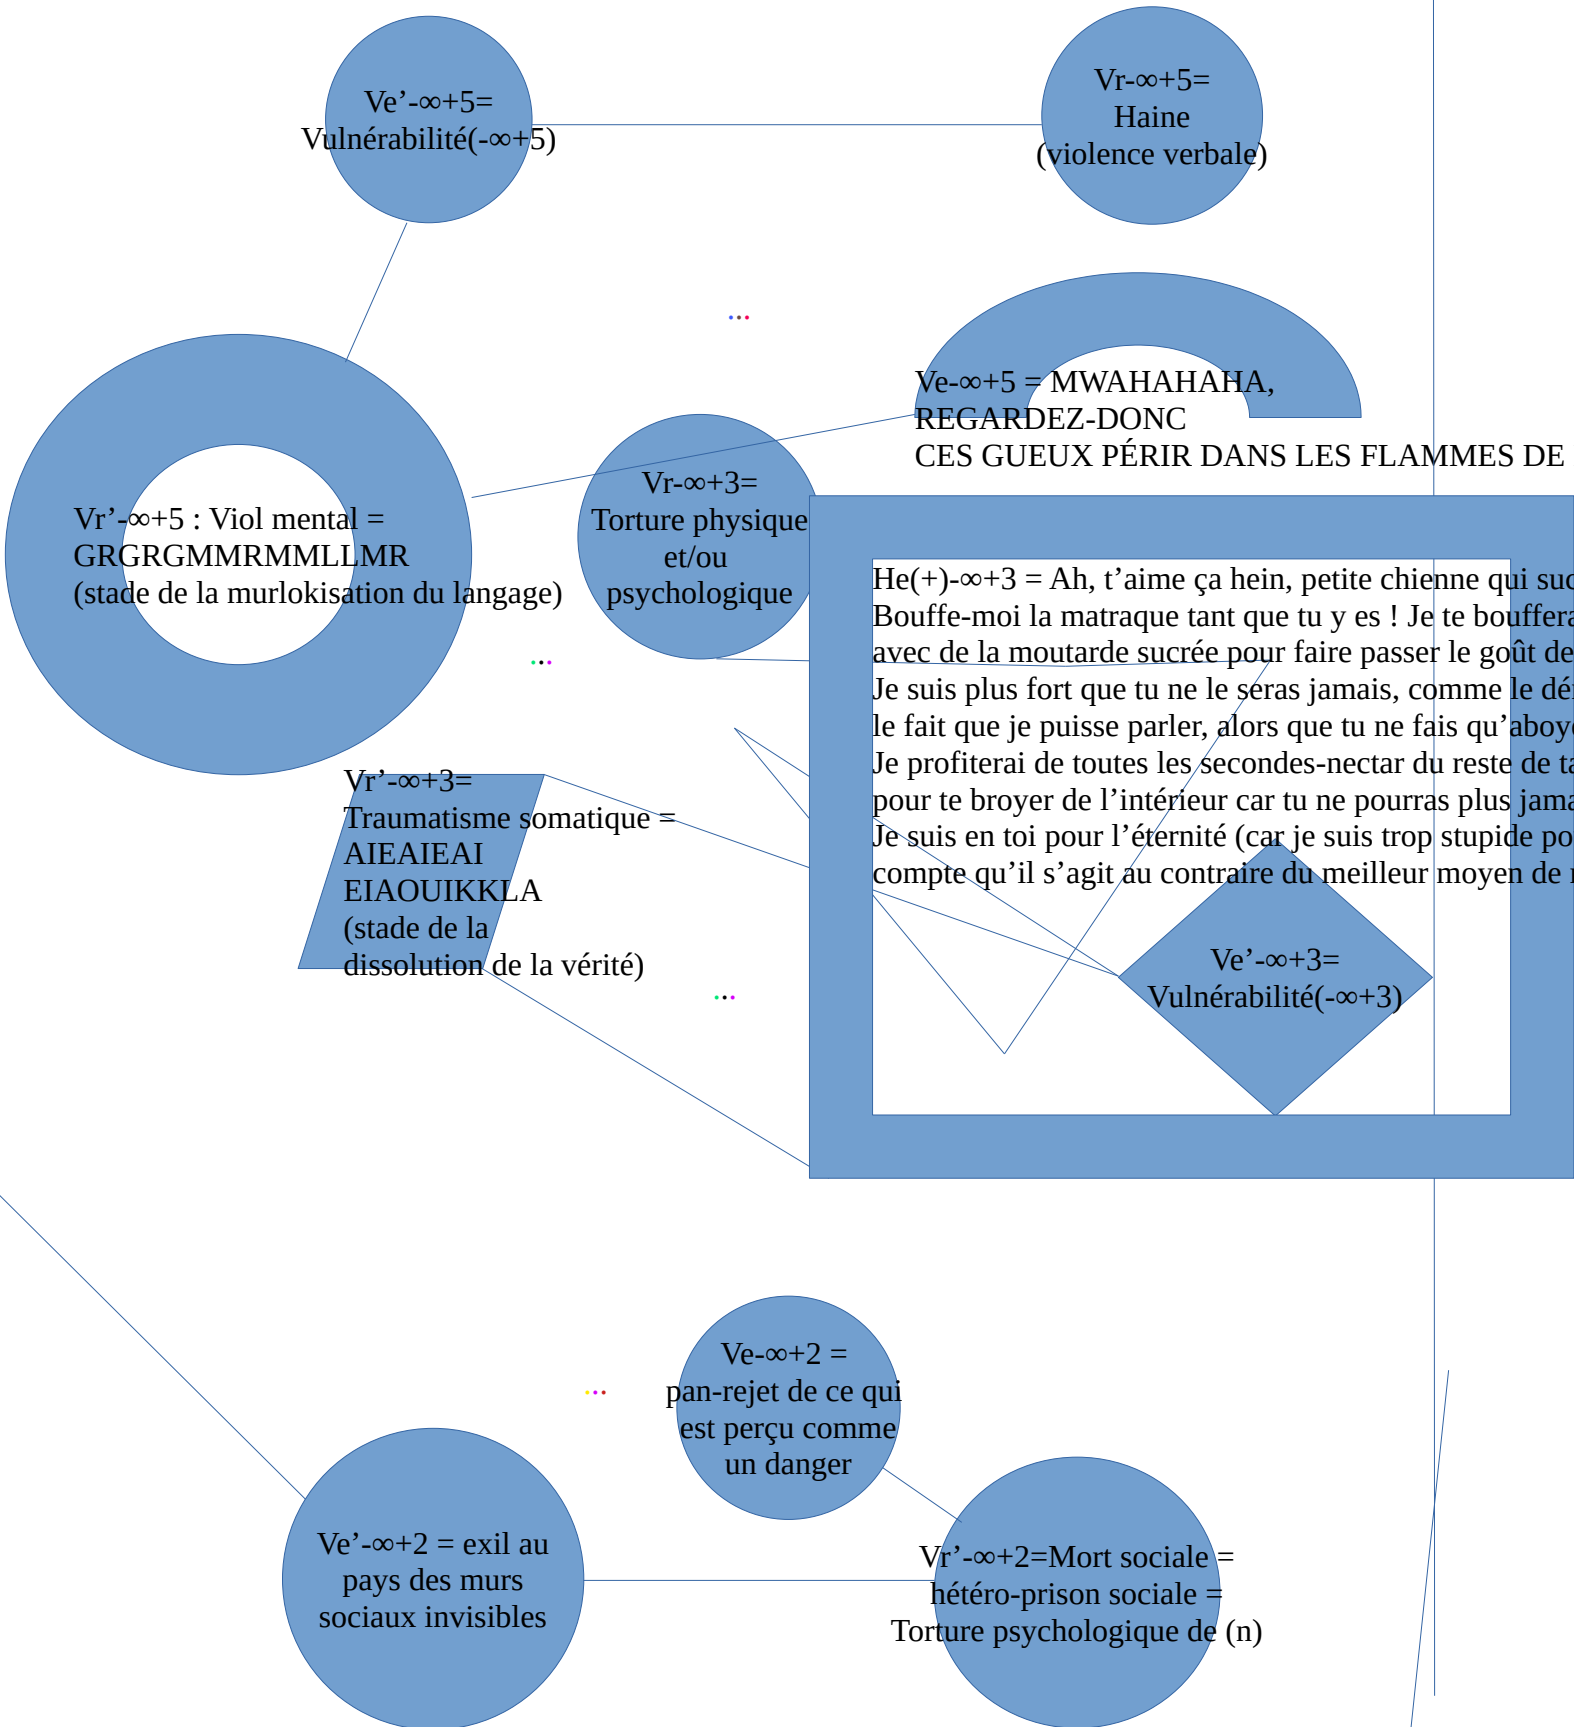 Ve’-∞+5=
Vulnérabilité(-∞+5)
Vr-∞+5=
Haine
(violence verbale)
Ve-∞+5 = MWAHAHAHA,
REGARDEZ-DONC
CES GUEUX PÉRIR DANS LES FLAMMES DE
Vr’-∞+5 : Viol mental =
GRGRGMMRMMLLMR
(stade de la murlokisation du langage)
Vr-∞+3=
Torture physique
et/ou
psychologique
He(+)-∞+3 = Ah, t’aime ça hein, petite chienne qui
Bouffe-moi la matraque tant que tu y es ! Je te
avec de la moutarde sucrée pour faire passer le goût de
Je suis plus fort que tu ne le seras jamais, comme le
le fait que je puisse parler, alors que tu ne fais
Je profiterai de toutes les secondes-nectar du reste de
pour te broyer de l’intérieur car tu ne pourras plus
Je suis en toi pour l’éternité (car je suis trop stupide
compte qu’il s’agit au contraire du meilleur moyen de
Vr’-∞+3=
Traumatisme somatique =
AIEAIEAI
EIAOUIKKLA
(stade de la
dissolution de la vérité)
Ve’-∞+3=
Vulnérabilité(-∞+3)
Ve-∞+2 =
pan-rejet de ce qui
est perçu comme
un danger
Ve’-∞+2 = exil au
pays des murs
sociaux invisibles
Vr’-∞+2=Mort sociale =
hétéro-prison sociale =
Torture psychologique de (n)